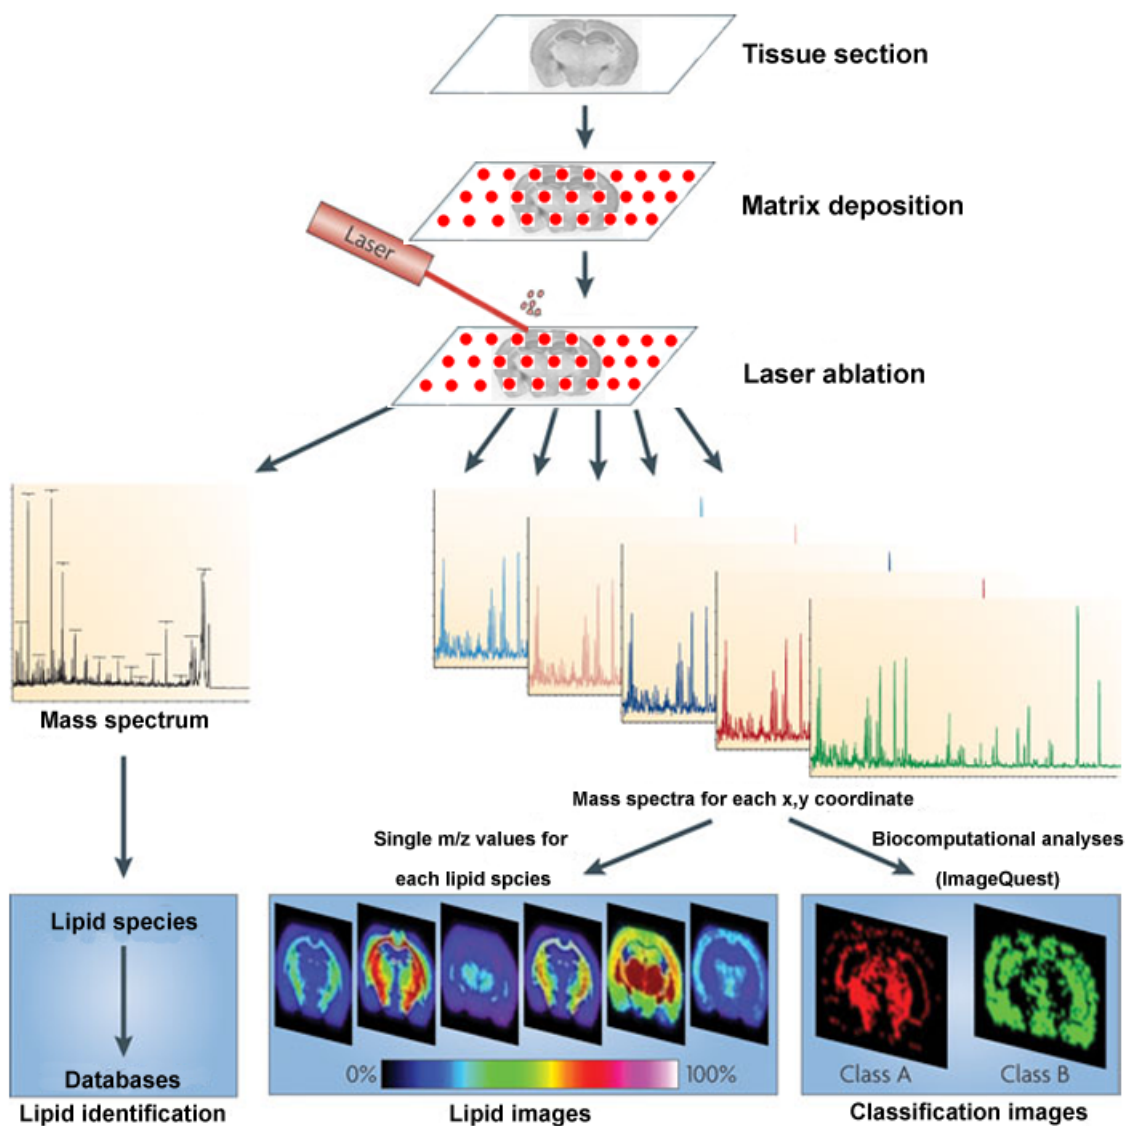 Tissue section
Matrix deposition
Laser
Laser ablation
Mass spectrum
Mass spectra for each x,y coordinate
Single m/z values for
each lipid spcies
Biocomputational analyses
(ImageQuest)
Lipid species
Databases
Lipid identification
0%
100%
Lipid images
Class A
Class B
Classification images